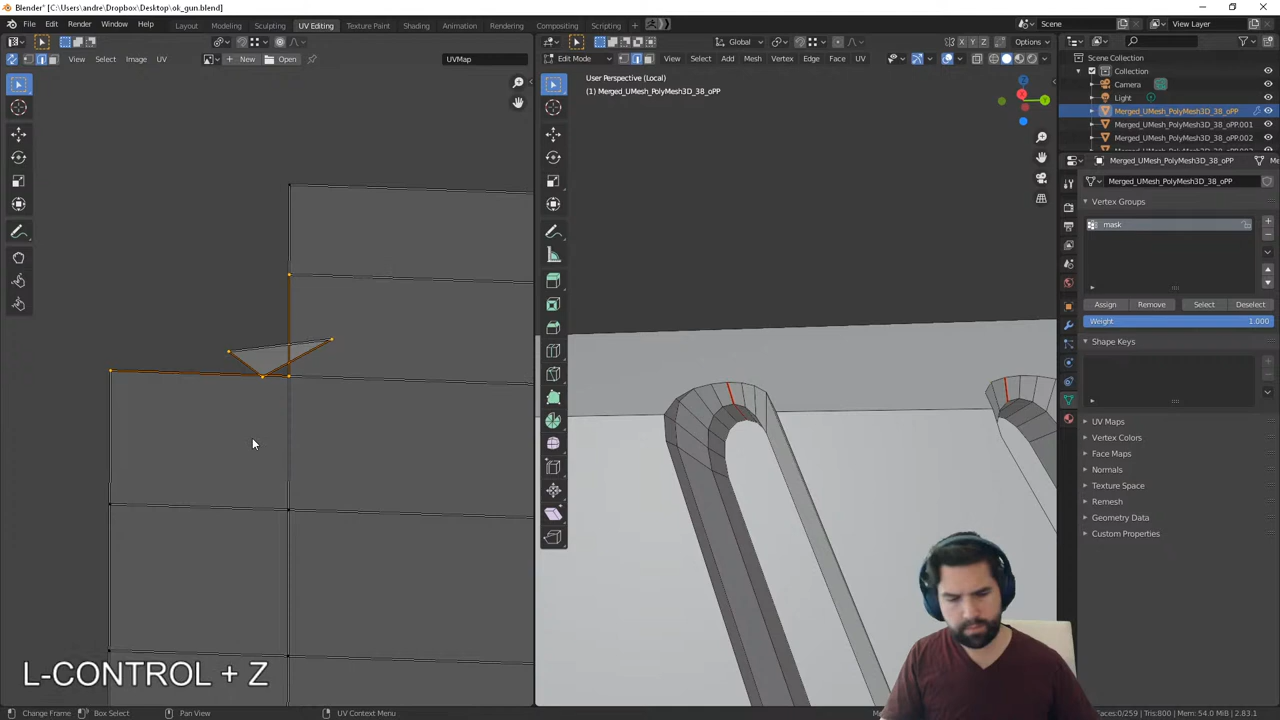 Blender* [C:\Users\andre\Dropbox\Desktop\ok_gun.blend]
File Edit Render Window Help Layout Modeling Sculpting UV Editing Texture Paint Shading Animation Rendering Compositing Scripting Scene View Layer
Global Options
View Select Image UV New Open UVMap Edit Mode View Select Add Mesh Vertex Edge Face UV
Scene Collection
Collection
Camera
Light
Merged_UMesh_PolyMesh3D_38_oPP
Merged_UMesh_PolyMesh3D_38_oPP.001
Merged_UMesh_PolyMesh3D_38_oPP.002
User Perspective (Local)
(1) Merged_UMesh_PolyMesh3D_38_oPP
X Y Z
Merged_UMesh_PolyMesh3D_38_oPP Me
Merged_UMesh_PolyMesh3D_38_oPP
Vertex Groups
mask
Assign Remove Select Deselect
Weight 1.000
Shape Keys
UV Maps
Vertex Colors
Face Maps
Normals
Texture Space
Remesh
Geometry Data
Custom Properties
L-CONTROL + Z
Change Frame Box Select Pan View UV Context Menu Faces:0/259 | Tris:800 | Mem: 54.0 MiB | 2.83.1